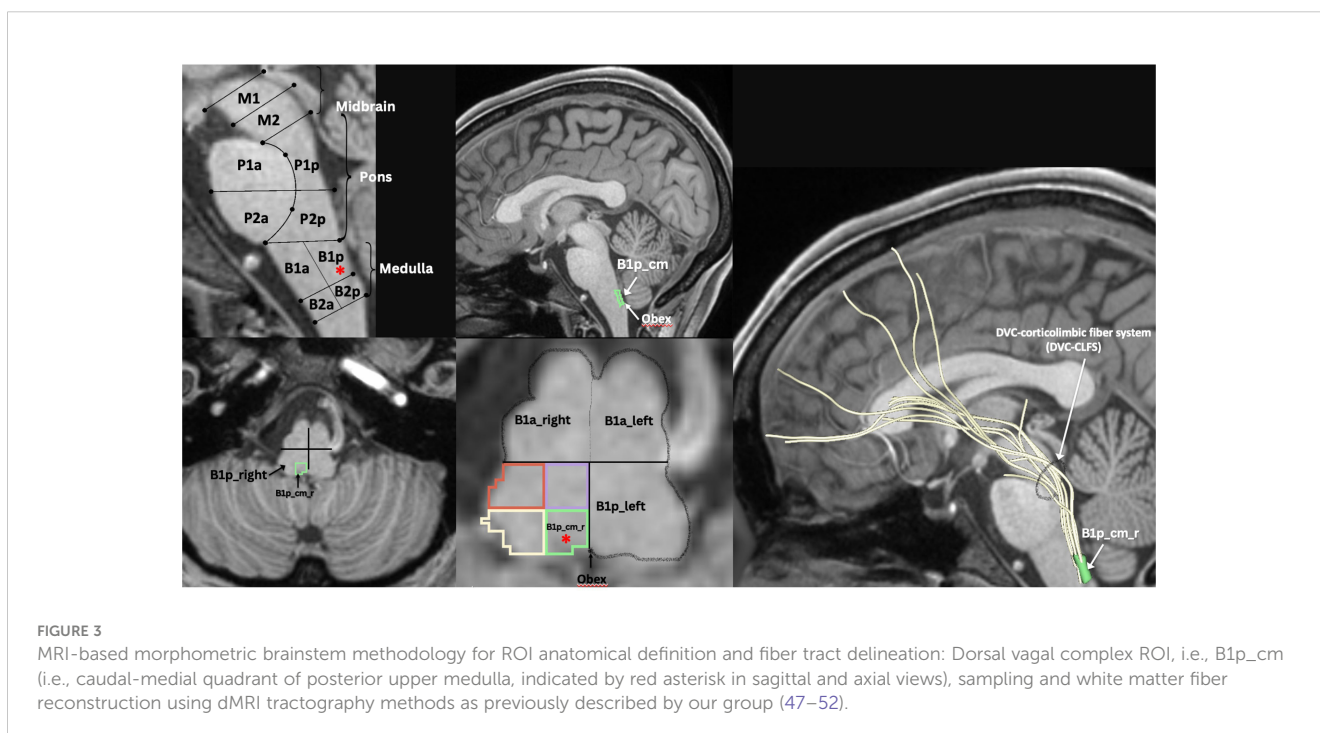 M1
Midbrain
M2
P1a
P1p
Pons
P2a
P2p
B1p
*
B1a
Medulla
B2p
B2a
B1p_cm
Obex
DVC-corticolimbic fiber system
(DVC-CLFS)
B1p_cm_r
B1p_right
B1p_cm_r
B1a_right
B1a_left
B1p_left
B1p_cm_r
*
Obex
FIGURE 3
MRI-based morphometric brainstem methodology for ROI anatomical definition and fiber tract delineation: Dorsal vagal complex ROI, i.e., B1p_cm
(i.e., caudal-medial quadrant of posterior upper medulla, indicated by red asterisk in sagittal and axial views), sampling and white matter fiber
reconstruction using dMRI tractography methods as previously described by our group (47–52).